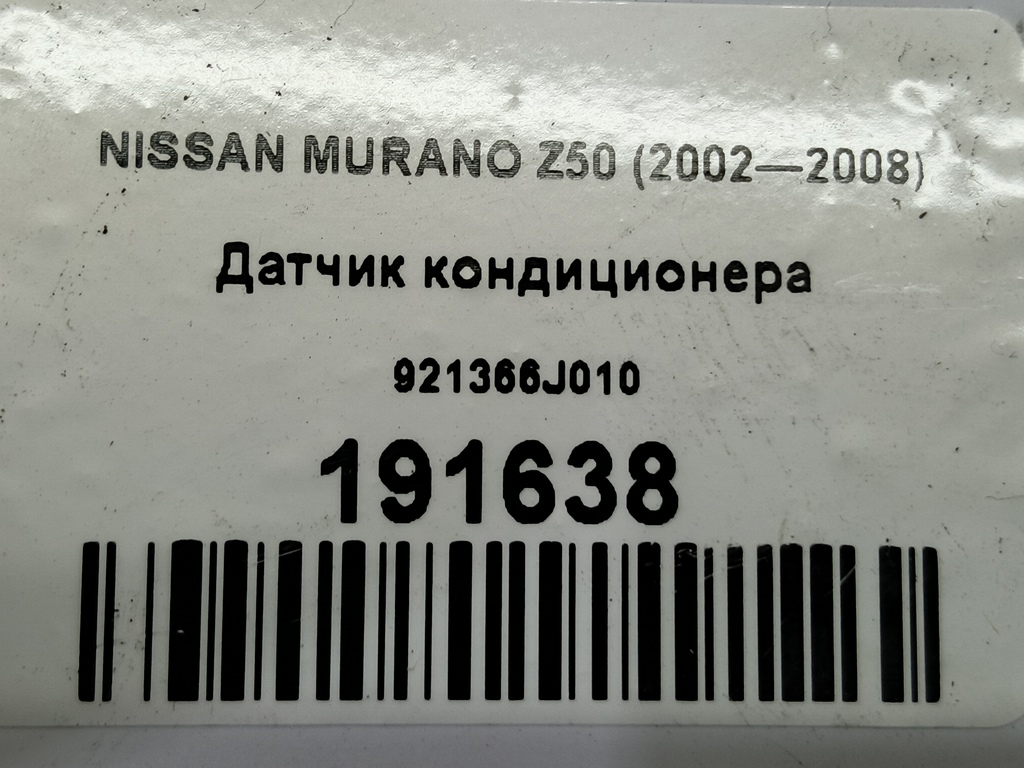 NISSAN MURANO Z50 (2002—2008)
Датчик кондиционера
921366J010
191638